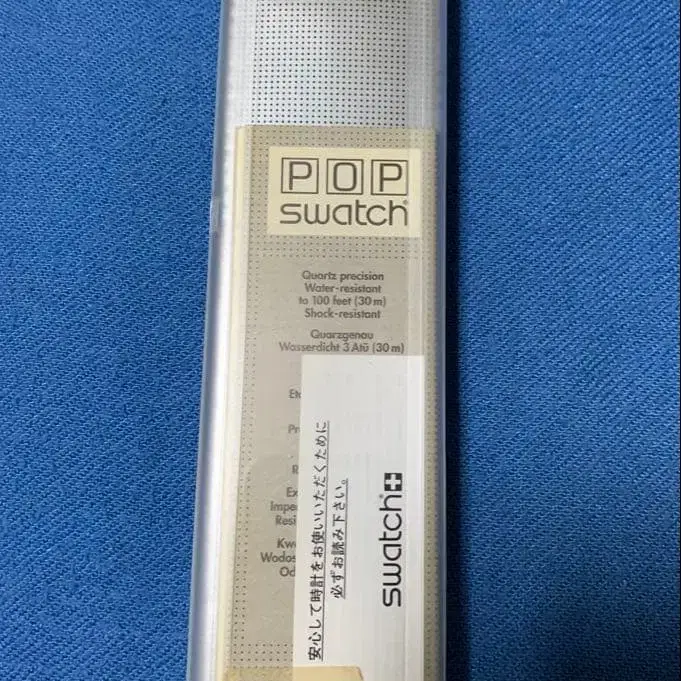 POP
swatch
Quartz precision
Water-resistant
to 100 feet (30 m)
Shock-resistant
Quarzgenau
Wasserdicht 3 Atü (30 m)
安心して時計をお使いいただくために
必ずお読み下さい。
swatch